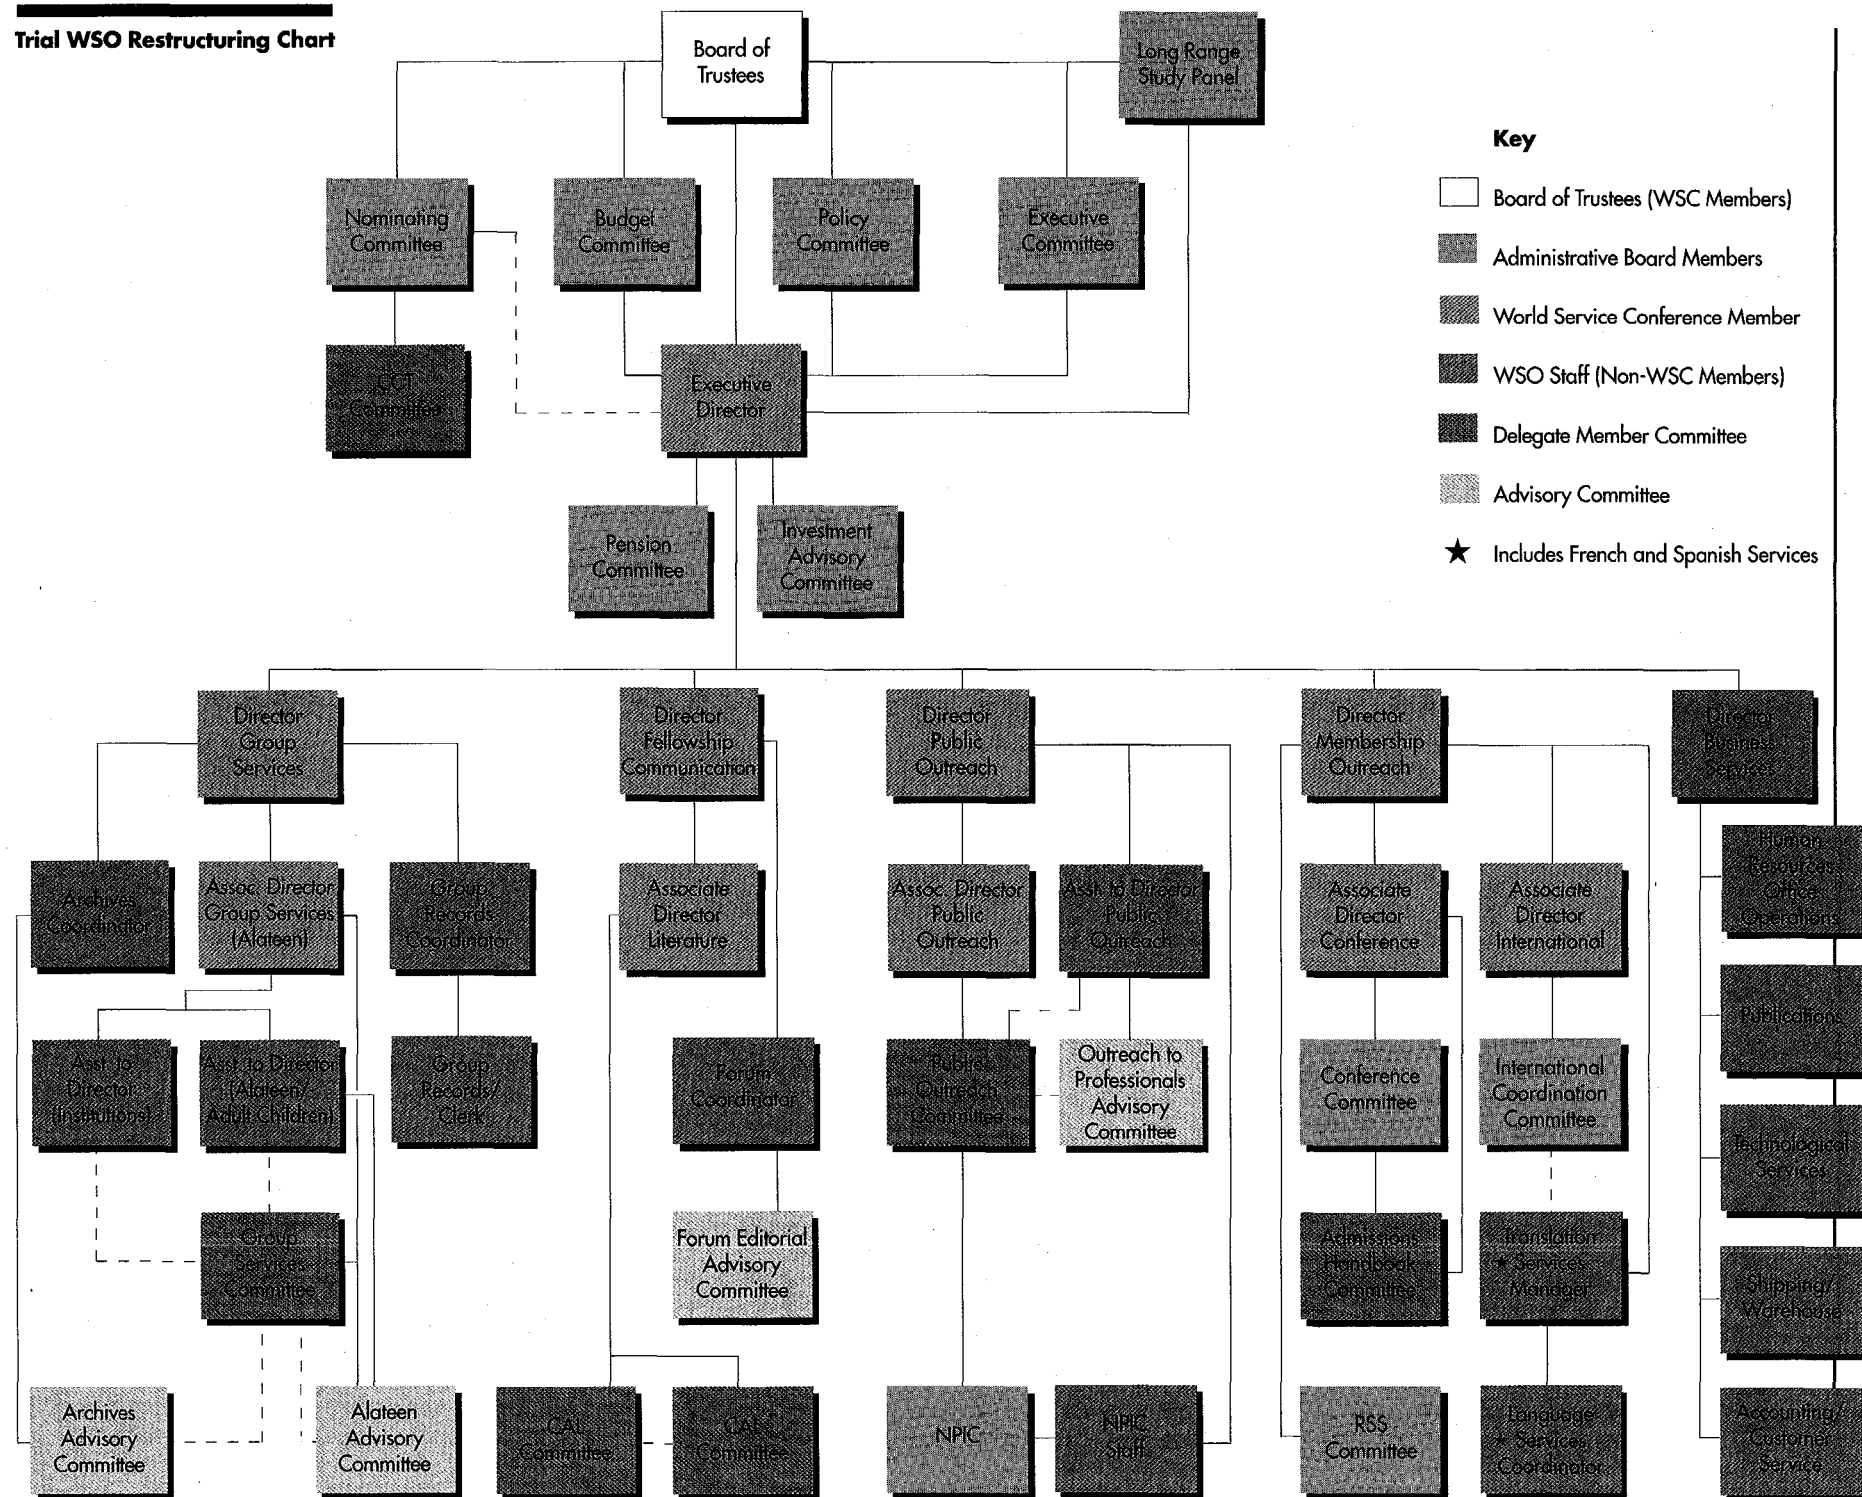 Trial WSO Restructuring Chart
Board of
Trustees
Long Range
Study Panel
Key
Board of Trustees (WSC Members)
Administrative Board Members
World Service Conference Member
WSO Staff (Non-WSC Members)
Delegate Member Committee
Advisory Committee
★ Includes French and Spanish Services
Nominating
Committee
Budget
Committee
Policy
Committee
Executive
Committee
CCT
Committee
Executive
Director
Pension
Committee
Investment
Advisory
Committee
Director
Group
Services
Director
Fellowship
Communication
Director
Public
Outreach
Director
Membership
Outreach
Director
Business
Services
Archives
Coordinator
Assoc. Director
Group Services
(Alateen)
Group
Records
Coordinator
Associate
Director
Literature
Assoc. Director
Public
Outreach
Asst. to Director
Public
Outreach
Associate
Director
Conference
Associate
Director
International
Human
Resources
Office
Operations
Publications
Asst. to
Director
(Institutions)
Asst. to Director
(Alateen/
Adult Children)
Group
Records/
Clerk
Forum
Coordinator
Public
Outreach
Committee
Outreach to
Professionals
Advisory
Committee
Conference
Committee
International
Coordination
Committee
Technological
Services
Group
Services
Committee
Forum Editorial
Advisory
Committee
Admissions
Handbook
Committee
Translation
★ Services
Manager
Shipping/
Warehouse
Archives
Advisory
Committee
Alateen
Advisory
Committee
CAL
Committee
CAL
Committee
NPIC
NPIC
Staff
RSS
Committee
Language
★ Services
Coordinator
Accounting/
Customer
Service